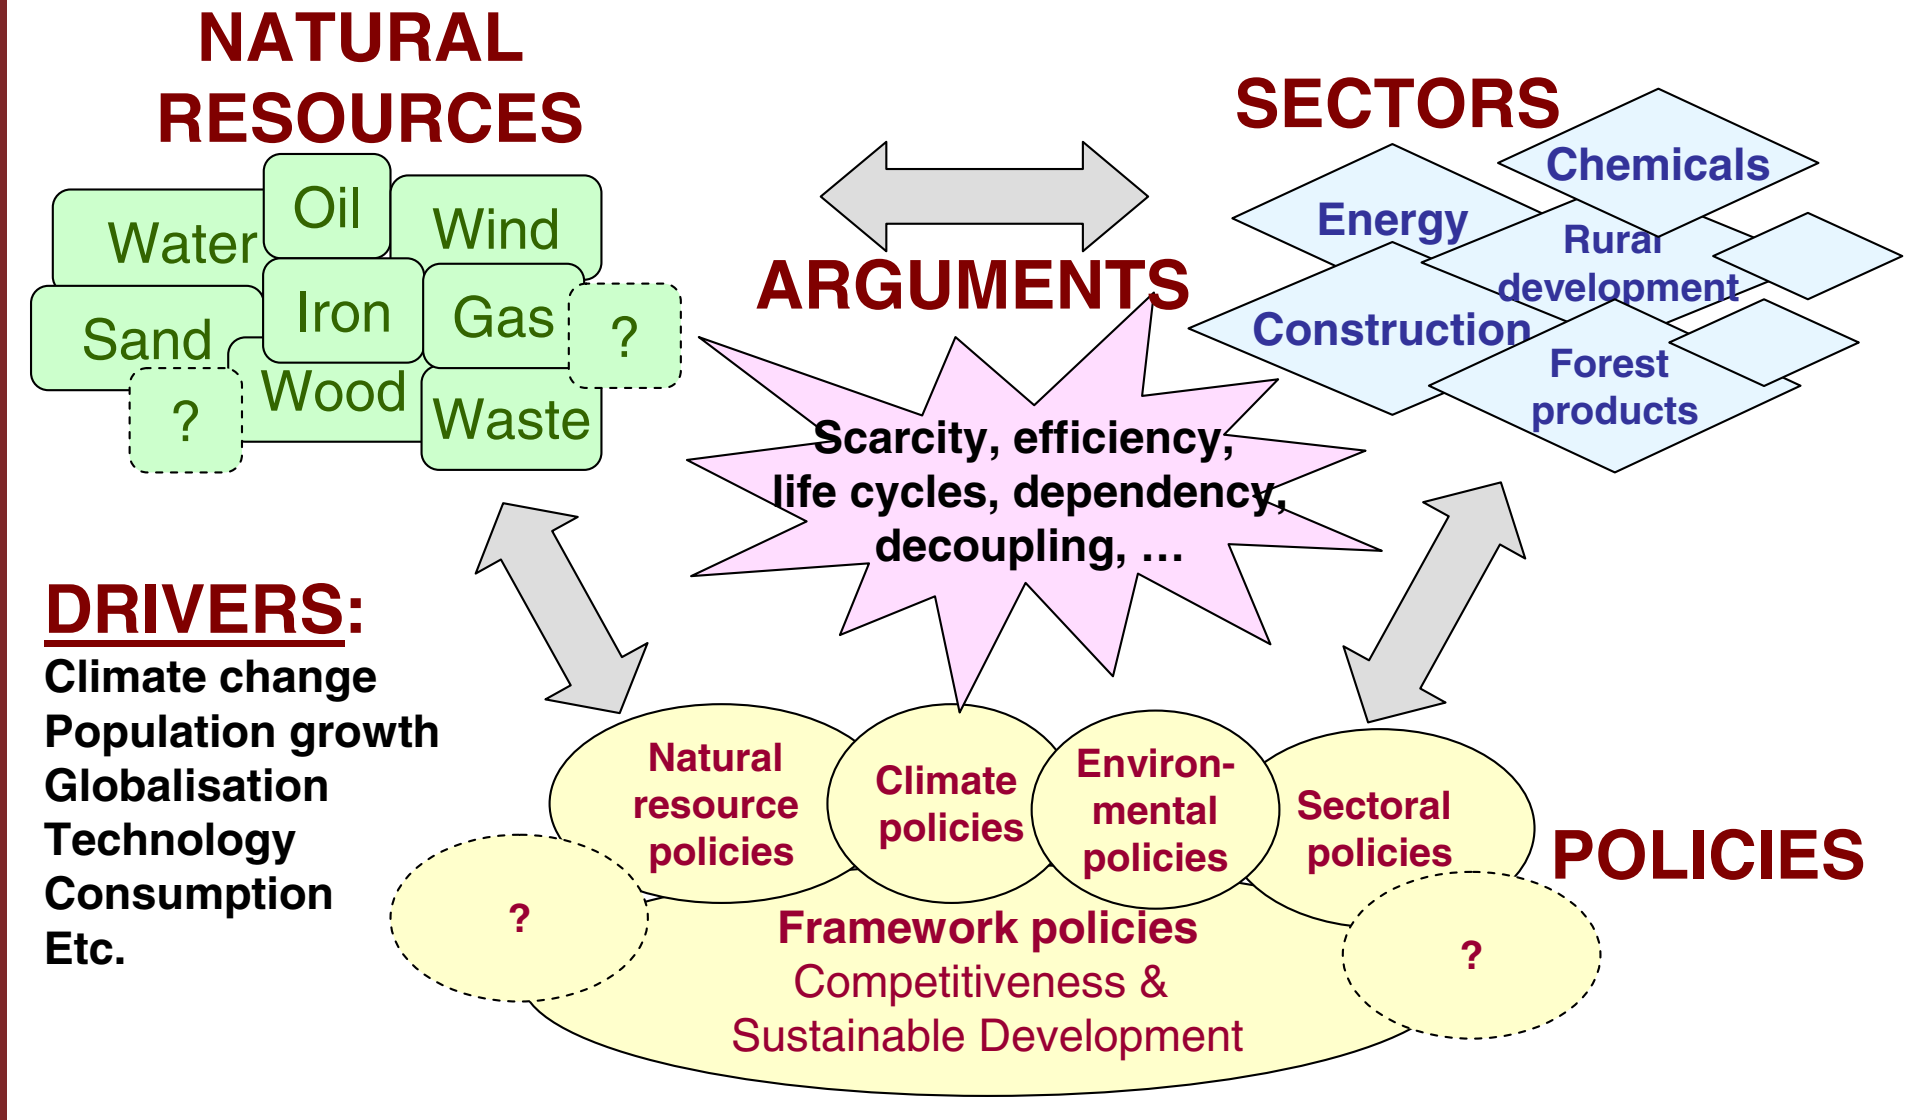 NATURAL
RESOURCES
Oil
Water
Wind
Iron
Gas
?
Sand
Wood
?
Waste
SECTORS
Chemicals
Energy
Rural
development
Construction
Forest
products
ARGUMENTS
Scarcity, efficiency,
life cycles, dependency,
decoupling, …
DRIVERS:
Climate change
Population growth
Globalisation
Technology
Consumption
Etc.
Natural
resource
policies
Climate
policies
Environ-
mental
policies
Sectoral
policies
POLICIES
?
?
Framework policies
Competitiveness &
Sustainable Development